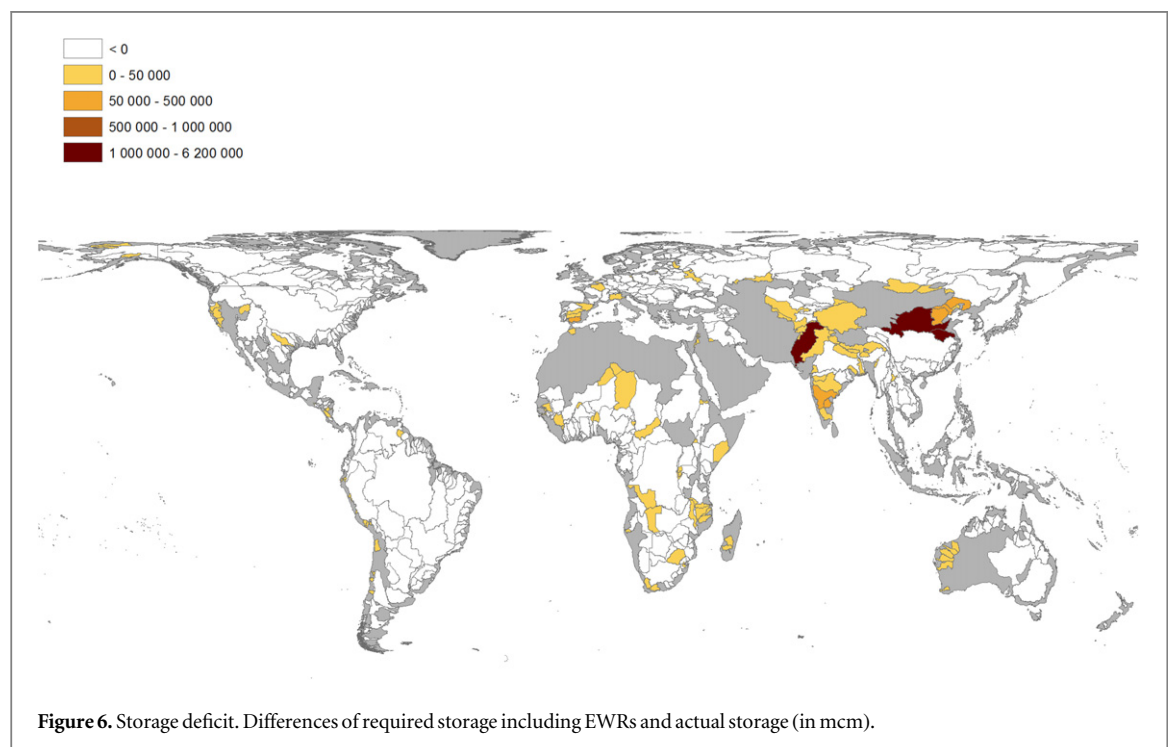 < 0
0 - 50 000
50 000 - 500 000
500 000 - 1 000 000
1 000 000 - 6 200 000
Figure 6. Storage deficit. Differences of required storage including EWRs and actual storage (in mcm).